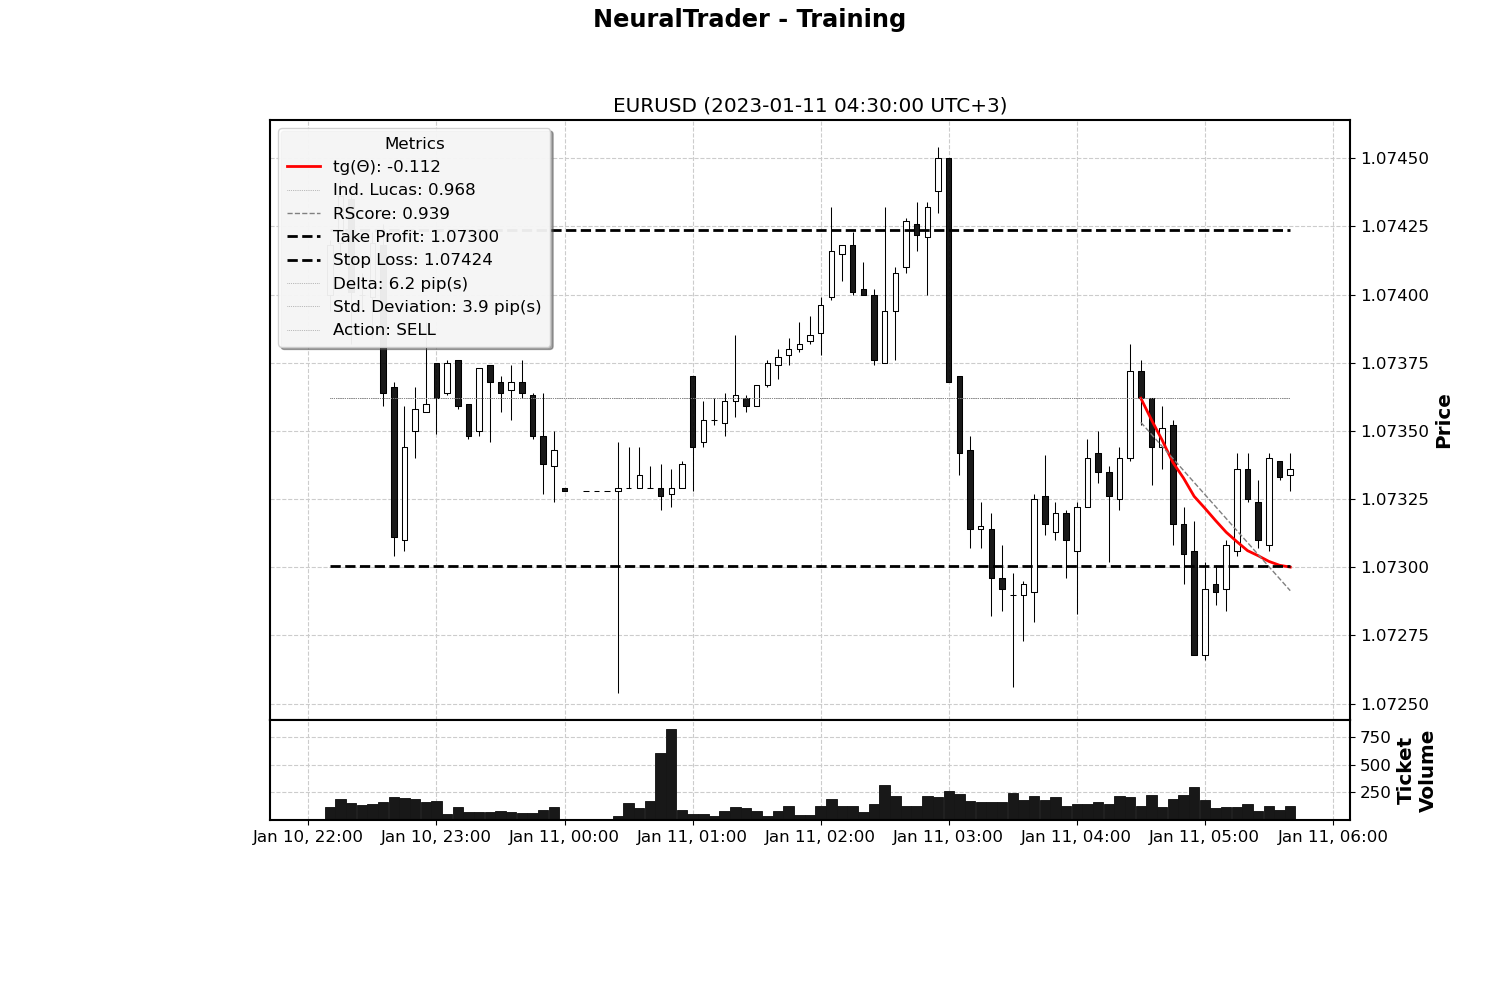 NeuralTrader - Training
EURUSD (2023-01-11 04:30:00 UTC+3)
Metrics
tg(Θ): -0.112
Ind. Lucas: 0.968
RScore: 0.939
Take Profit: 1.07300
Stop Loss: 1.07424
Delta: 6.2 pip(s)
Std. Deviation: 3.9 pip(s)
Action: SELL
1.07450
1.07425
1.07400
1.07375
1.07350
1.07325
1.07300
1.07275
1.07250
Price
750
500
250
Ticket
Volume
Jan 10, 22:00
Jan 10, 23:00
Jan 11, 00:00
Jan 11, 01:00
Jan 11, 02:00
Jan 11, 03:00
Jan 11, 04:00
Jan 11, 05:00
Jan 11, 06:00